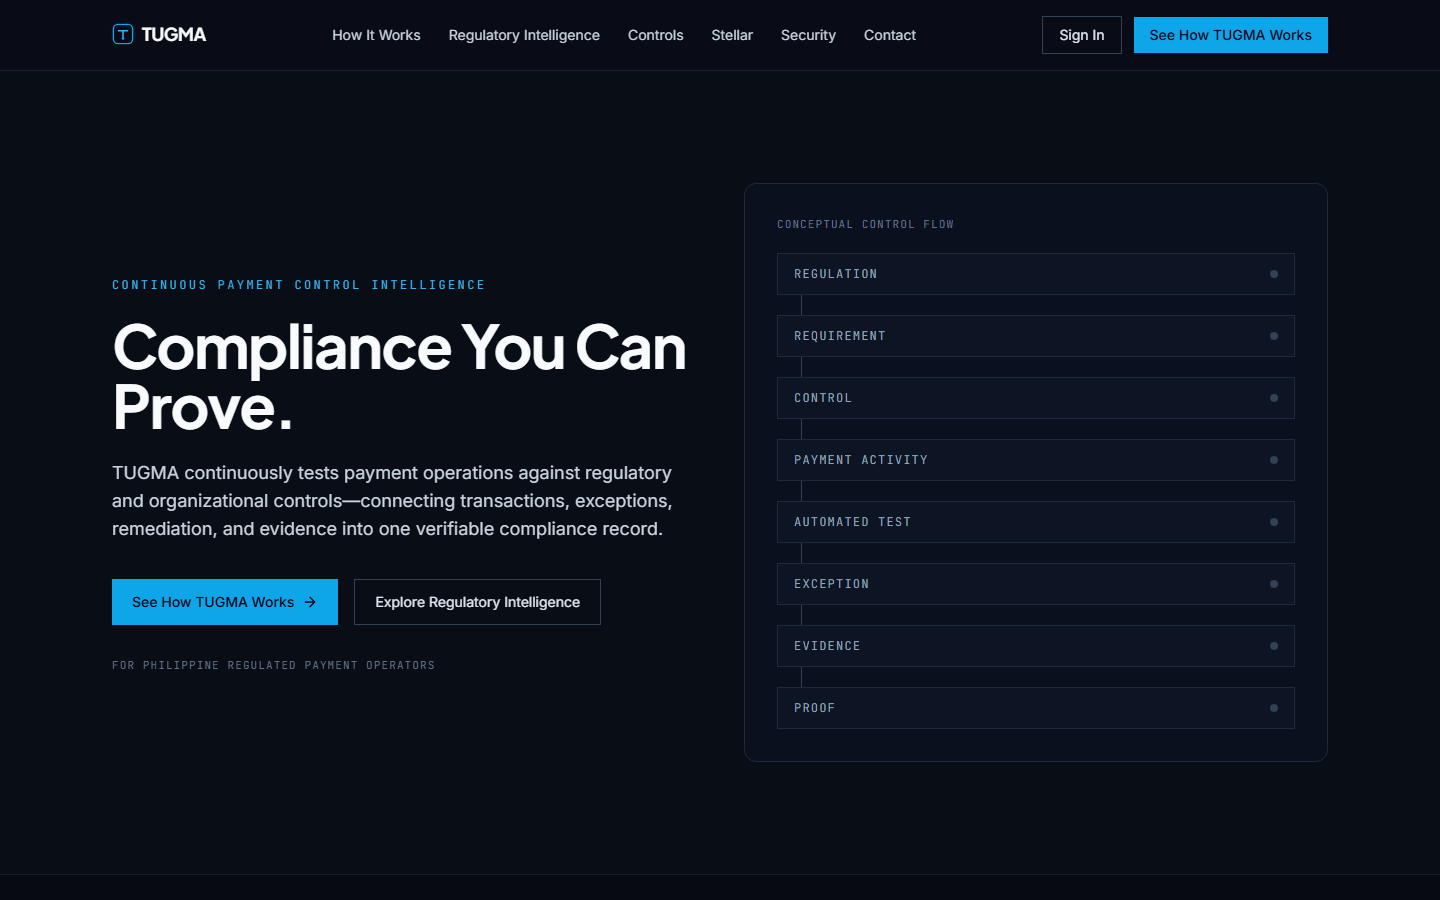 TUGMA
How It Works
Regulatory Intelligence
Controls
Stellar
Security
Contact
Sign In
See How TUGMA Works
CONTINUOUS PAYMENT CONTROL INTELLIGENCE
Compliance You Can
Prove.
TUGMA continuously tests payment operations against regulatory
and organizational controls—connecting transactions, exceptions,
remediation, and evidence into one verifiable compliance record.
See How TUGMA Works →
Explore Regulatory Intelligence
FOR PHILIPPINE REGULATED PAYMENT OPERATORS
CONCEPTUAL CONTROL FLOW
REGULATION
REQUIREMENT
CONTROL
PAYMENT ACTIVITY
AUTOMATED TEST
EXCEPTION
EVIDENCE
PROOF